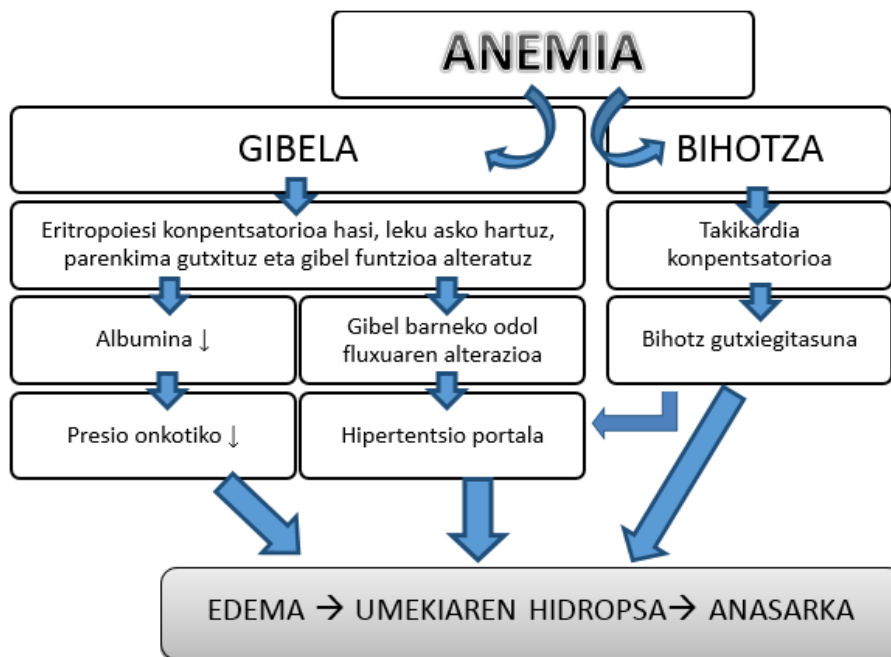 ANEMIA
GIBELA
BIHOTZA
Eritropoiesi konpentsatorioa hasi, leku asko hartuz,
parenkima gutxituz eta gibel funtzioa alteratuz
Takikardia
konpentsatorioa
Albumina ↓
Gibel barneko odol
fluxuaren alterazioa
Bihotz gutxiegitasuna
Presio onkotiko ↓
Hipertentsio portala
EDEMA → UMEKIAREN HIDROPSA→ ANASARKA